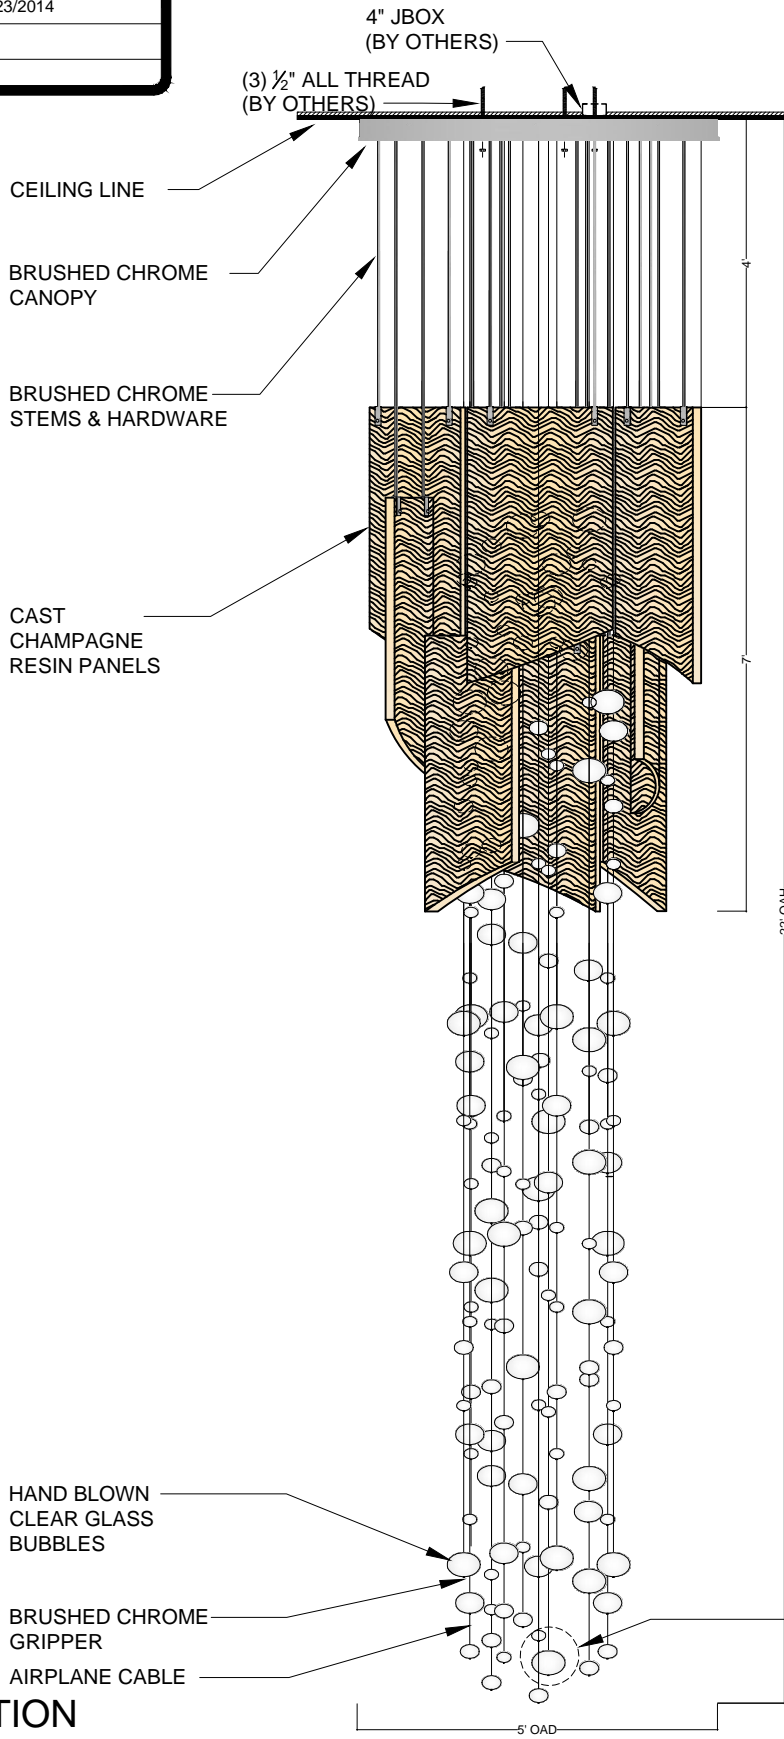 23/2014
4" JBOX
(BY OTHERS)
(3) ½" ALL THREAD
(BY OTHERS)
CEILING LINE
BRUSHED CHROME
CANOPY
4'
BRUSHED CHROME
STEMS & HARDWARE
CAST
CHAMPAGNE
RESIN PANELS
7'
OAH
HAND BLOWN
CLEAR GLASS
BUBBLES
BRUSHED CHROME
GRIPPER
AIRPLANE CABLE
TION
5' OAD